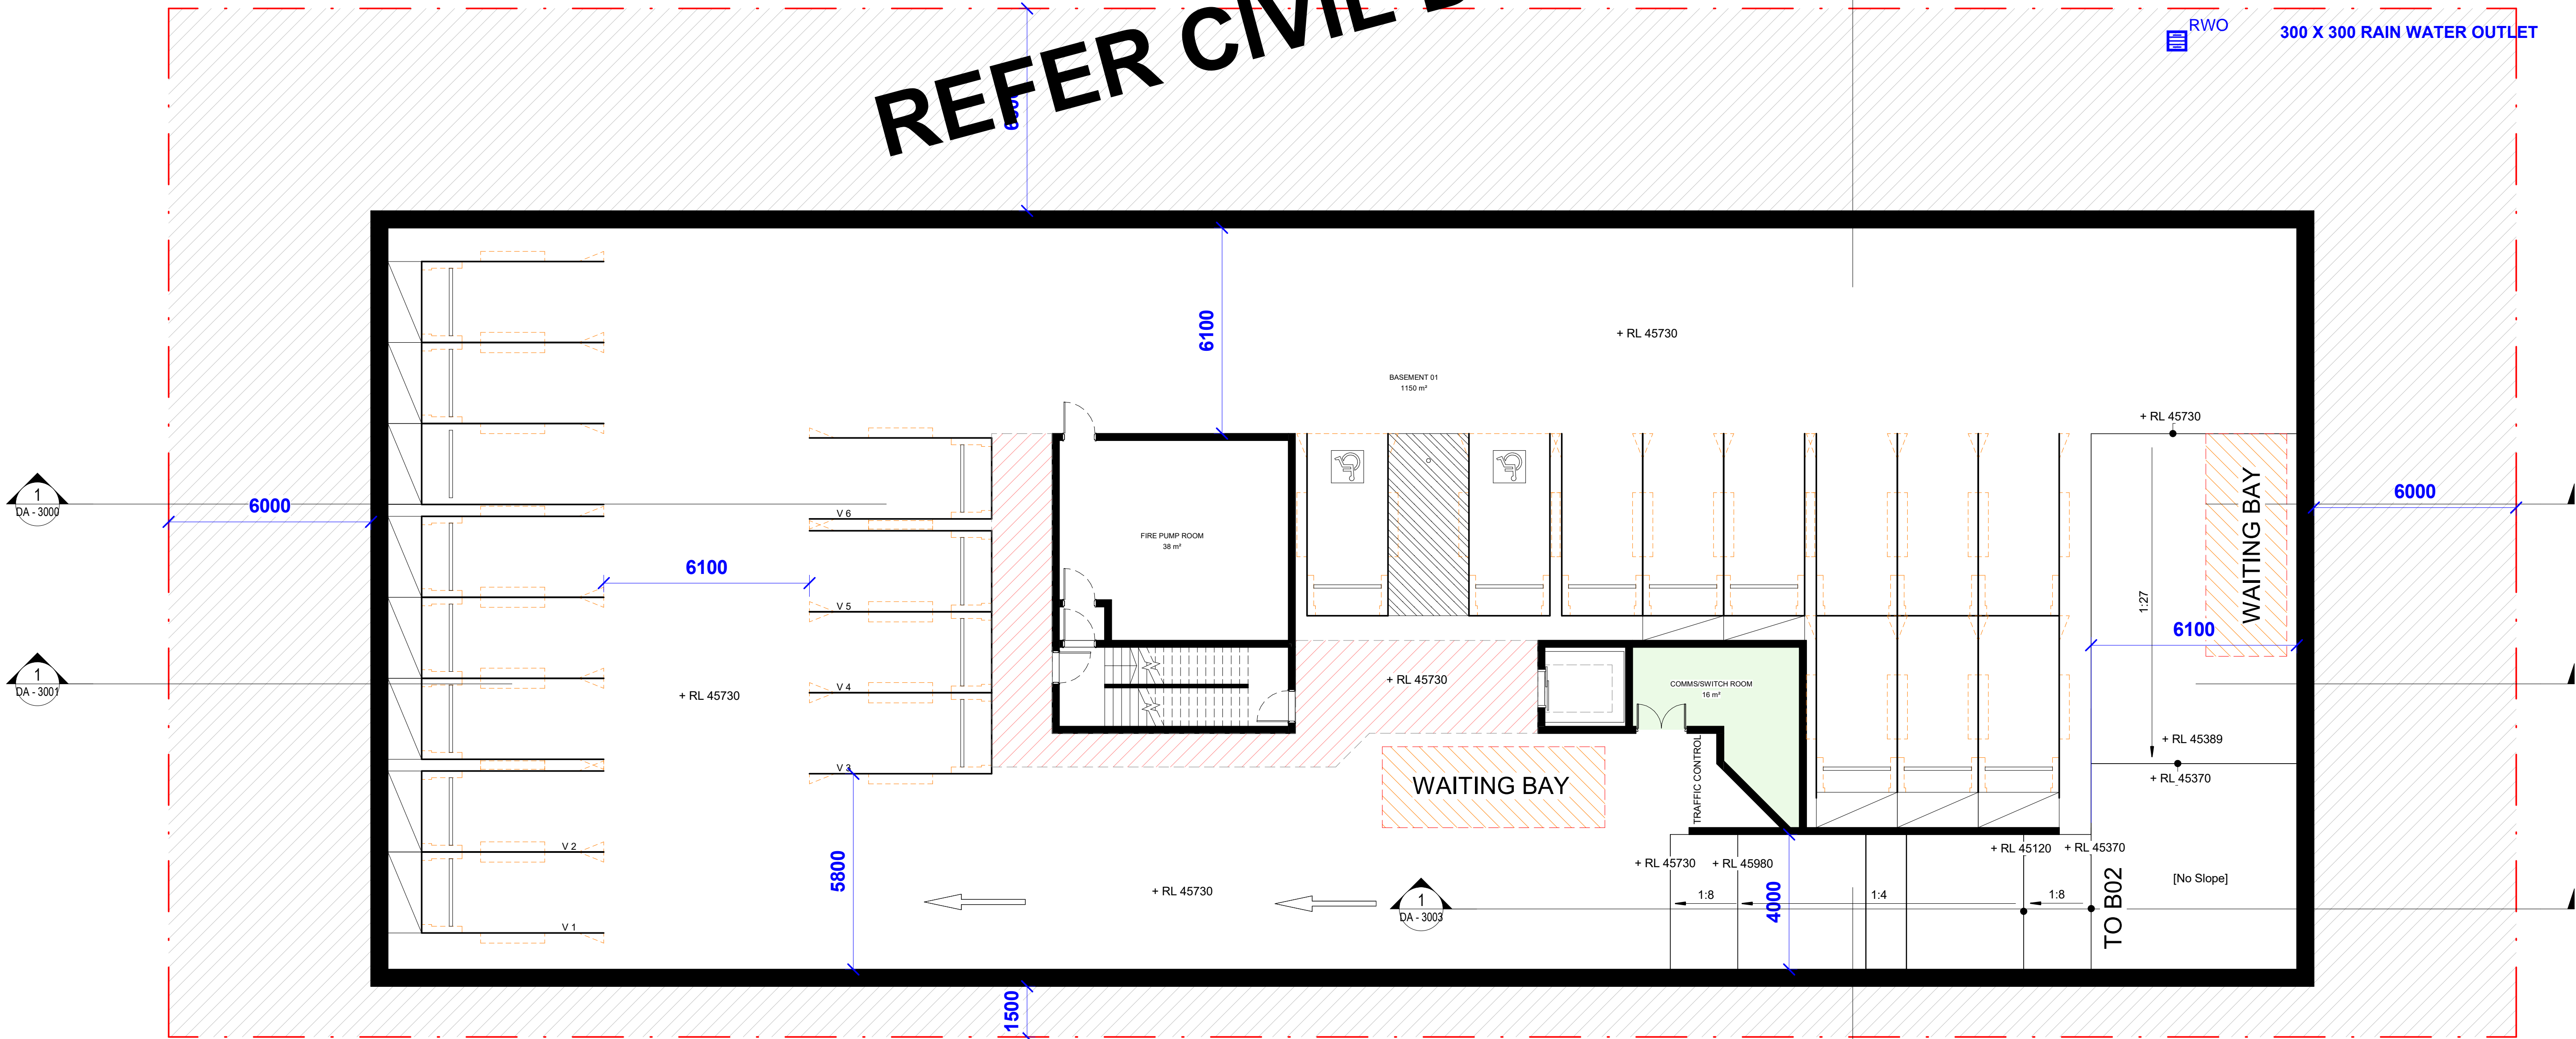 REFER CIVIL
RWO
300 X 300 RAIN WATER OUTLET
6100
+ RL 45730
BASEMENT 01
1150 m²
+ RL 45730
1
DA - 3000
6000
V 6
FIRE PUMP ROOM
38 m²
WAITING BAY
6000
6100
V 5
1:27
6100
1
DA - 3001
V 4
+ RL 45730
+ RL 45730
COMMS/SWITCH ROOM
16 m²
+ RL 45389
V 3
WAITING BAY
TRAFFIC CONTROL
+ RL 45370
V 2
5800
+ RL 45730
+ RL 45980
+ RL 45120
+ RL 45370
[No Slope]
+ RL 45730
1:8
4000
1:4
1:8
1
DA - 3003
TO B02
V 1
1500